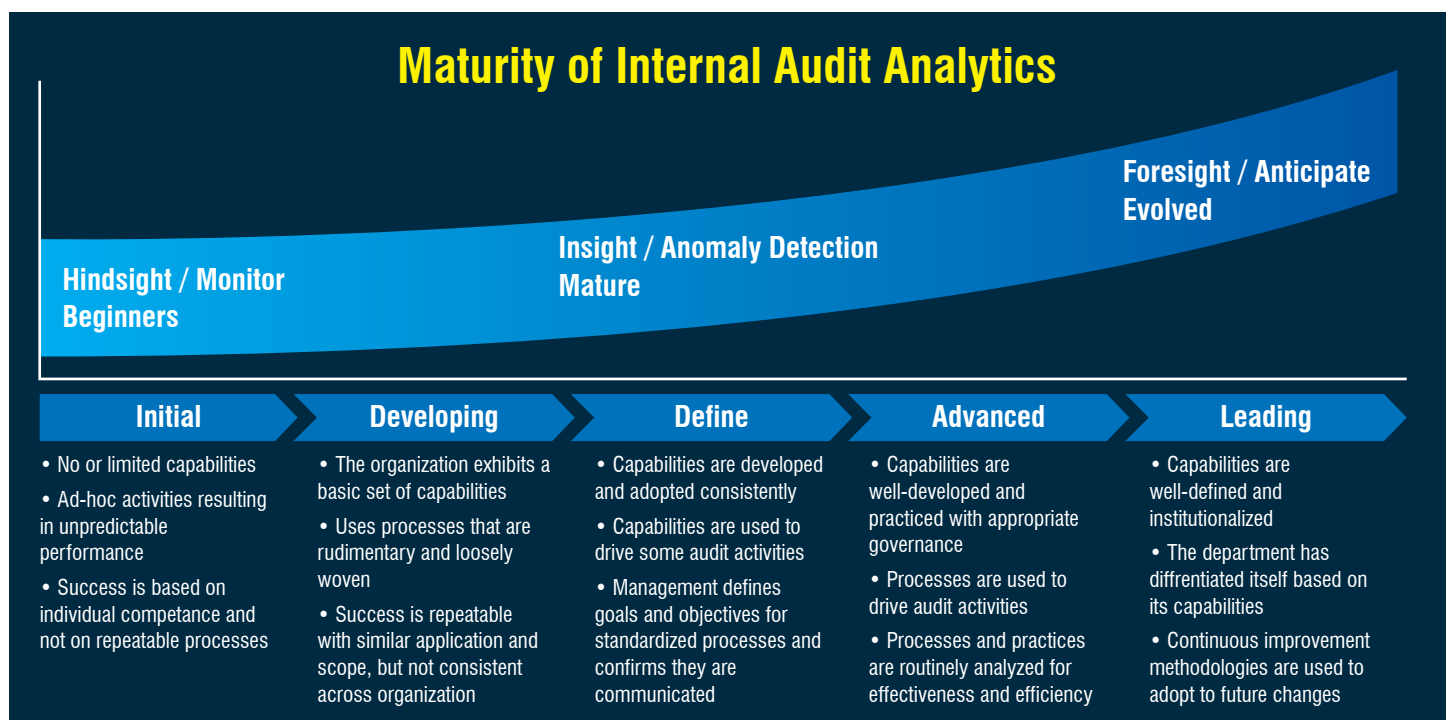 Maturity of Internal Audit Analytics
Hindsight / Monitor
Beginners
Insight / Anomaly Detection
Mature
Foresight / Anticipate
Evolved
Initial
• No or limited capabilities
• Ad-hoc activities resulting
in unpredictable
performance
• Success is based on
individual competance and
not on repeatable processes
Developing
• The organization exhibits a
basic set of capabilities
• Uses processes that are
rudimentary and loosely
woven
• Success is repeatable
with similar application and
scope, but not consistent
across organization
Define
• Capabilities are developed
and adopted consistently
• Capabilities are used to
drive some audit activities
• Management defines
goals and objectives for
standardized processes and
confirms they are
communicated
Advanced
• Capabilities are
well-developed and
practiced with appropriate
governance
• Processes are used to
drive audit activities
• Processes and practices
are routinely analyzed for
effectiveness and efficiency
Leading
• Capabilities are
well-defined and
institutionalized
• The department has
diffrentiated itself based on
its capabilities
• Continuous improvement
methodologies are used to
adopt to future changes